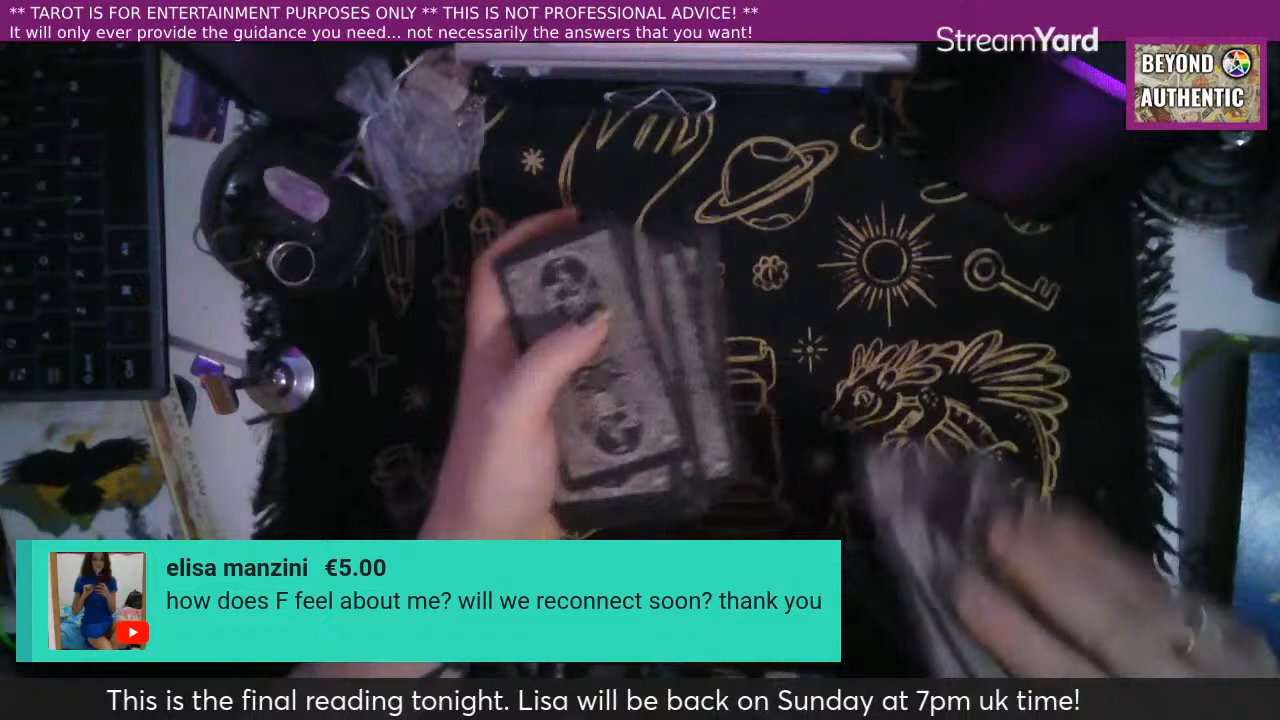 ** TAROT IS FOR ENTERTAINMENT PURPOSES ONLY ** THIS IS NOT PROFESSIONAL ADVICE! **
It will only ever provide the guidance you need... not necessarily the answers that you want!
StreamYard
BEYOND
AUTHENTIC
elisa manzini €5.00
how does F feel about me? will we reconnect soon? thank you
This is the final reading tonight. Lisa will be back on Sunday at 7pm uk time!